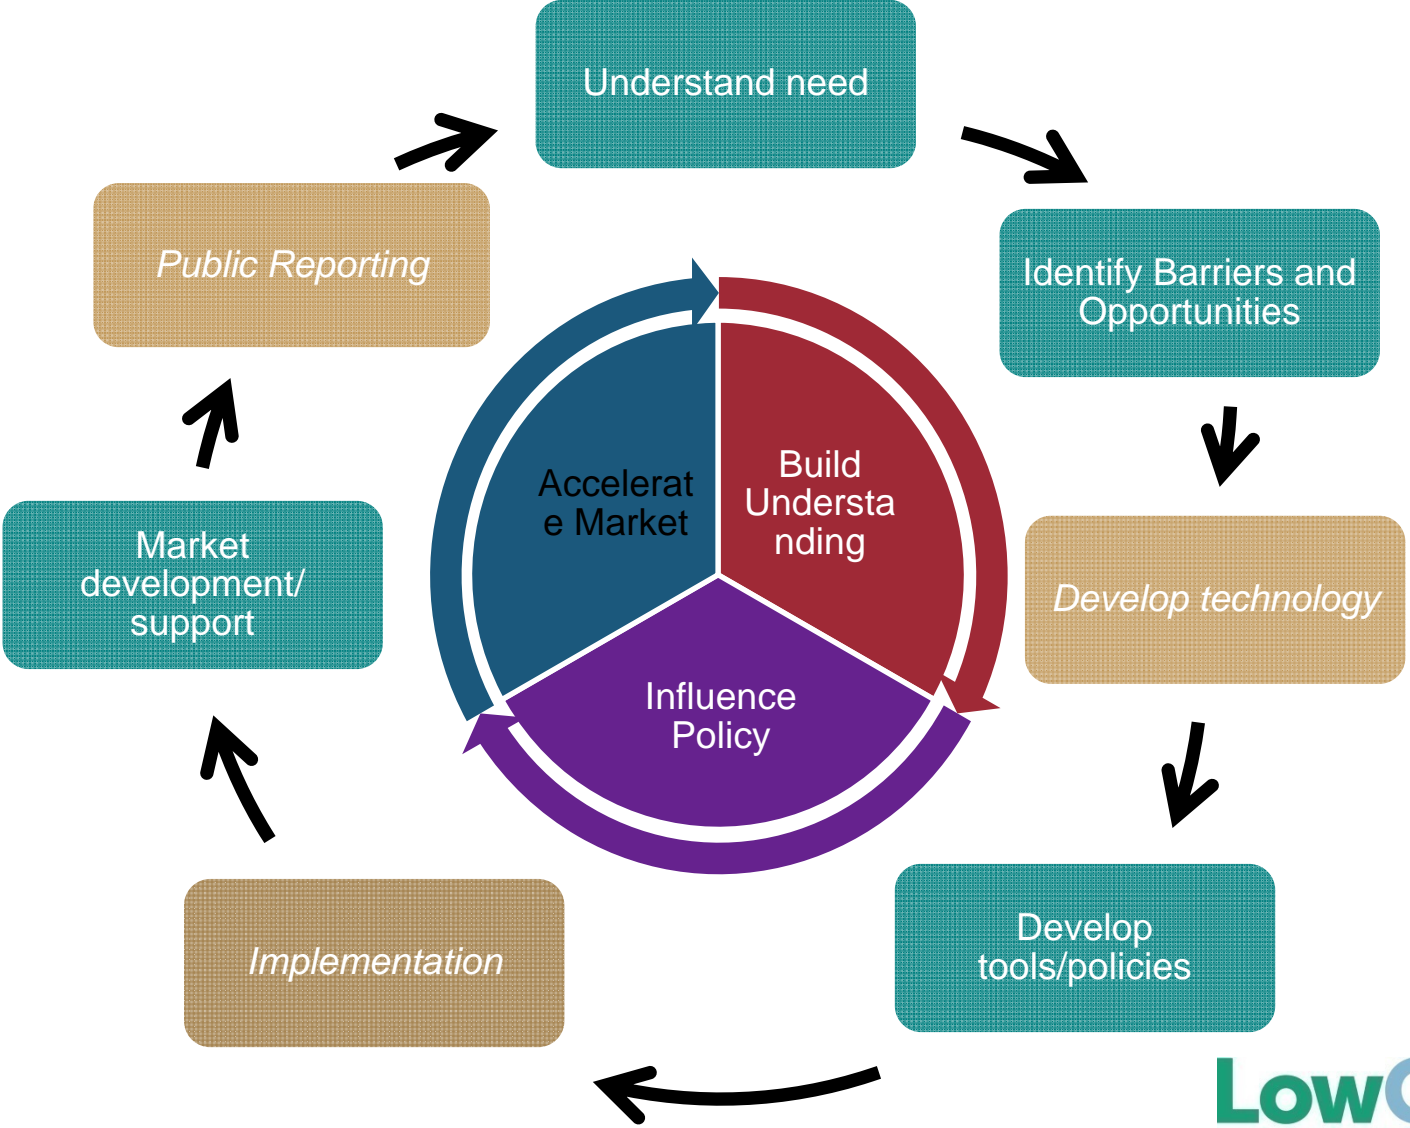 Understand need
Public Reporting
Identify Barriers and
Opportunities
Accelerat
e Market
Build
Understa
nding
Market
development/
support
Develop technology
Influence
Policy
Implementation
Develop
tools/policies
Low